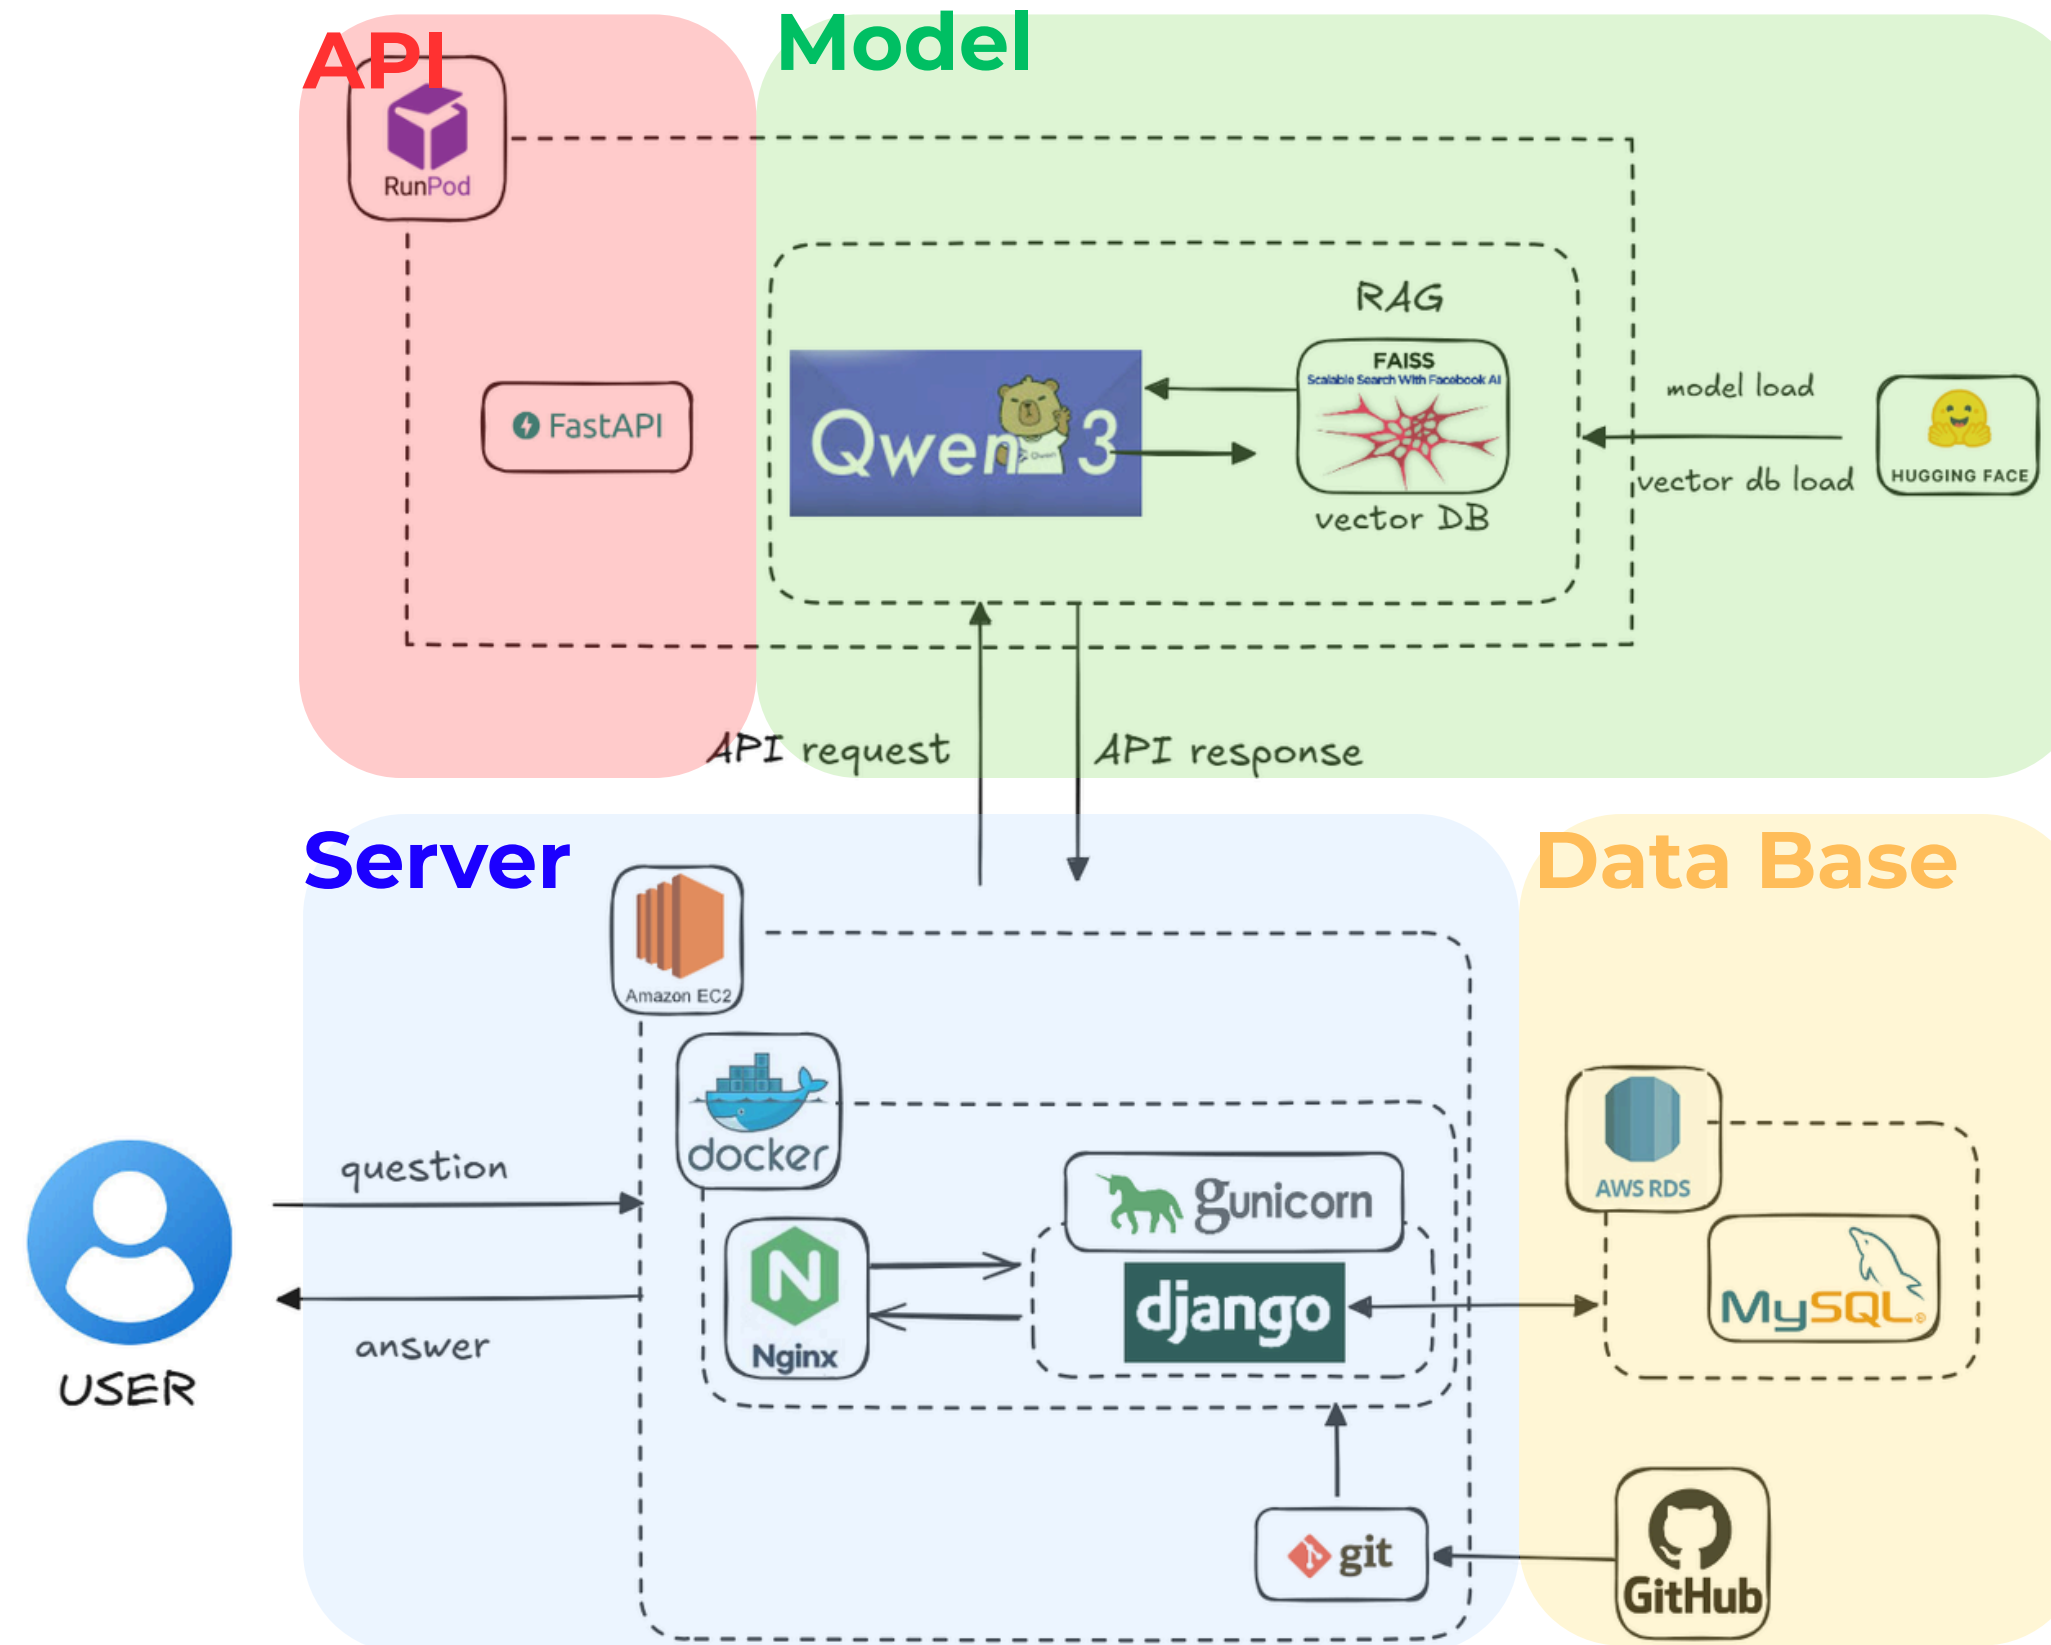 API
Model
RunPod
RAG
FAISS
Scalable Search With Facebook AI
Qwen 3
Qwen
FastAPI
vector DB
model load
vector db load
HUGGING FACE
API request
API response
Server
Data Base
Amazon EC2
docker
question
answer
USER
gunicorn
django
Nginx
AWS RDS
MySQL
git
GitHub